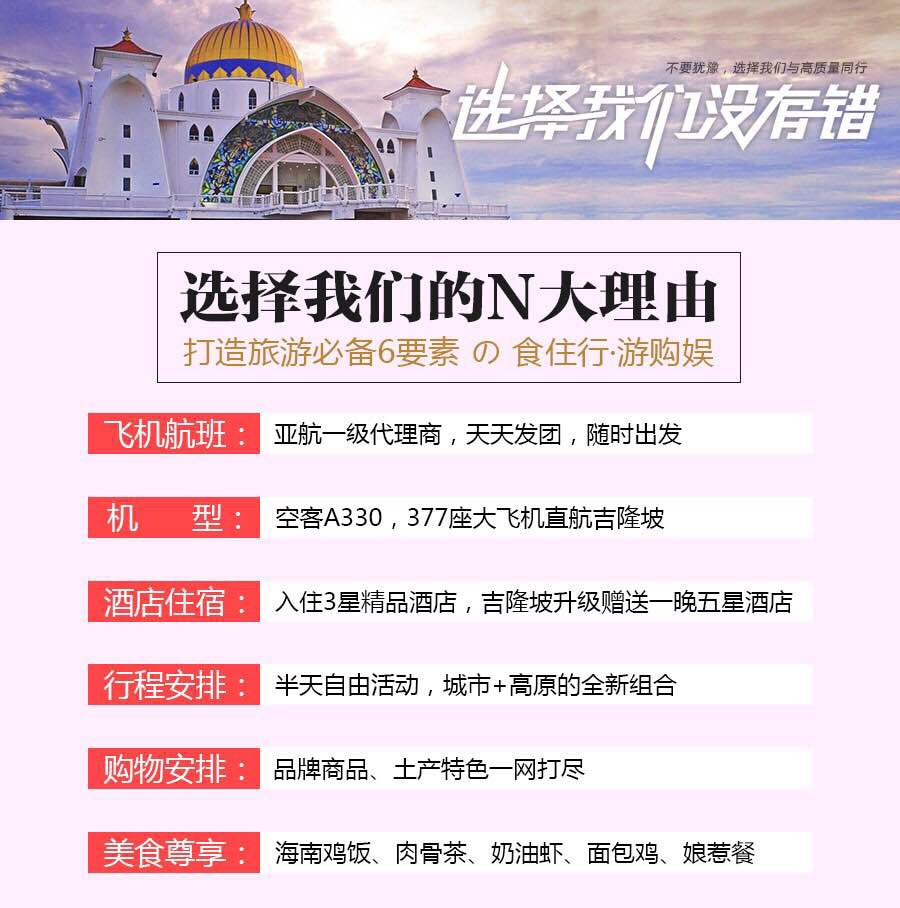 不要犹豫，选择我们与高质量同行
选择我们没有错
选择我们的N大理由
打造旅游必备6要素 の 食住行·游购娱
飞机航班： 亚航一级代理商，天天发团，随时出发
机 型： 空客A330，377座大飞机直航吉隆坡
酒店住宿： 入住3星精品酒店，吉隆坡升级赠送一晚五星酒店
行程安排： 半天自由活动，城市+高原的全新组合
购物安排： 品牌商品、土产特色一网打尽
美食尊享： 海南鸡饭、肉骨茶、奶油虾、面包鸡、娘惹餐